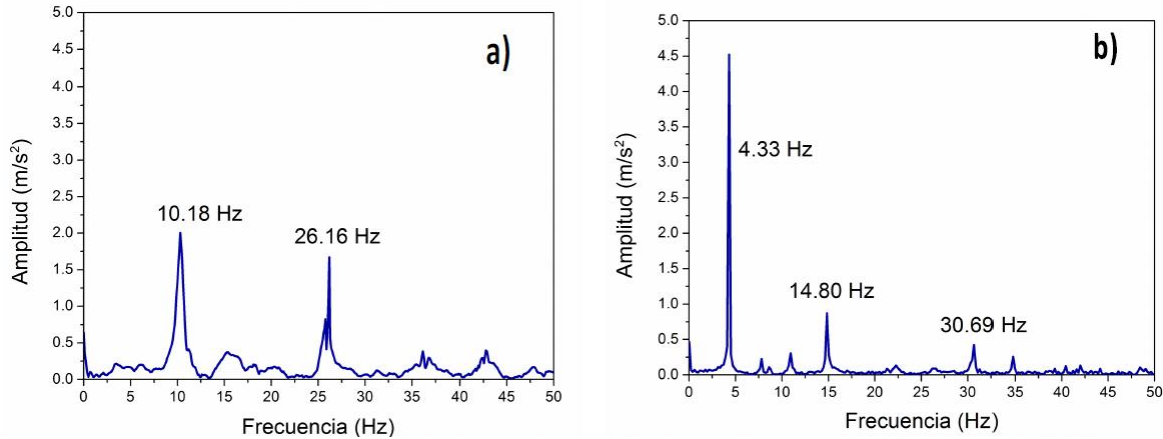 a)
Amplitud (m/s²)
5.0
4.5
4.0
3.5
3.0
2.5
2.0
1.5
1.0
0.5
0.0
10.18 Hz
26.16 Hz
0 5 10 15 20 25 30 35 40 45 50
Frecuencia (Hz)
b)
Amplitud (m/s²)
5.0
4.5
4.0
3.5
3.0
2.5
2.0
1.5
1.0
0.5
0.0
4.33 Hz
14.80 Hz
30.69 Hz
0 5 10 15 20 25 30 35 40 45 50
Frecuencia (Hz)